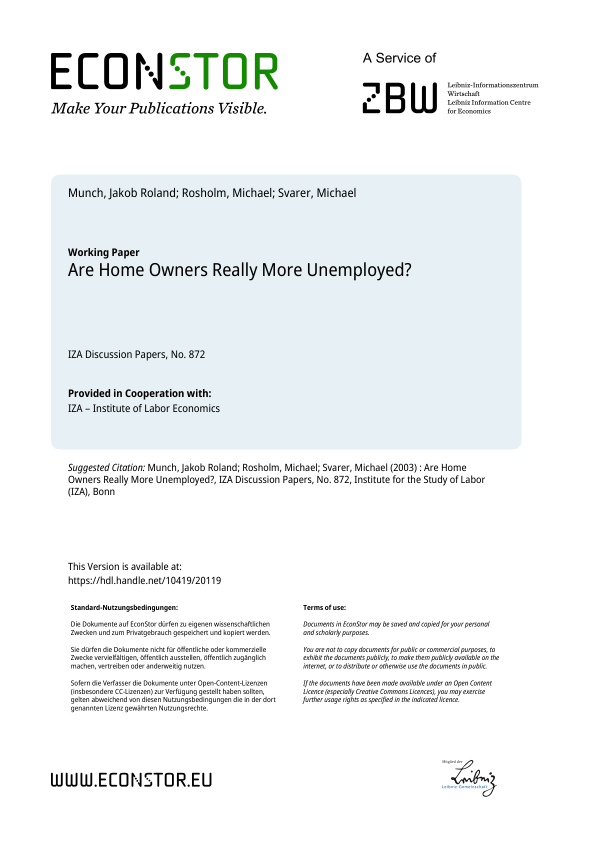 ECONSTOR
Make Your Publications Visible.
A Service of
ZBW
Leibniz-Informationszentrum
Wirtschaft
Leibniz Information Centre
for Economics
Munch, Jakob Roland; Rosholm, Michael; Svarer, Michael
Working Paper
Are Home Owners Really More Unemployed?
IZA Discussion Papers, No. 872
Provided in Cooperation with:
IZA – Institute of Labor Economics
Suggested Citation: Munch, Jakob Roland; Rosholm, Michael; Svarer, Michael (2003) : Are Home
Owners Really More Unemployed?, IZA Discussion Papers, No. 872, Institute for the Study of Labor
(IZA), Bonn
This Version is available at:
https://hdl.handle.net/10419/20119
Standard-Nutzungsbedingungen:
Die Dokumente auf EconStor dürfen zu eigenen wissenschaftlichen
Zwecken und zum Privatgebrauch gespeichert und kopiert werden.
Sie dürfen die Dokumente nicht für öffentliche oder kommerzielle
Zwecke vervielfältigen, öffentlich ausstellen, öffentlich zugänglich
machen, vertreiben oder anderweitig nutzen.
Sofern die Verfasser die Dokumente unter Open-Content-Lizenzen
(insbesondere CC-Lizenzen) zur Verfügung gestellt haben sollten,
gelten abweichend von diesen Nutzungsbedingungen die in der dort
genannten Lizenz gewährten Nutzungsrechte.
Terms of use:
Documents in EconStor may be saved and copied for your personal
and scholarly purposes.
You are not to copy documents for public or commercial purposes, to
exhibit the documents publicly, to make them publicly available on the
internet, or to distribute or otherwise use the documents in public.
If the documents have been made available under an Open Content
Licence (especially Creative Commons Licences), you may exercise
further usage rights as specified in the indicated licence.
WWW.ECONSTOR.EU
Mitglied der
Leibniz
Leibniz-Gemeinschaft